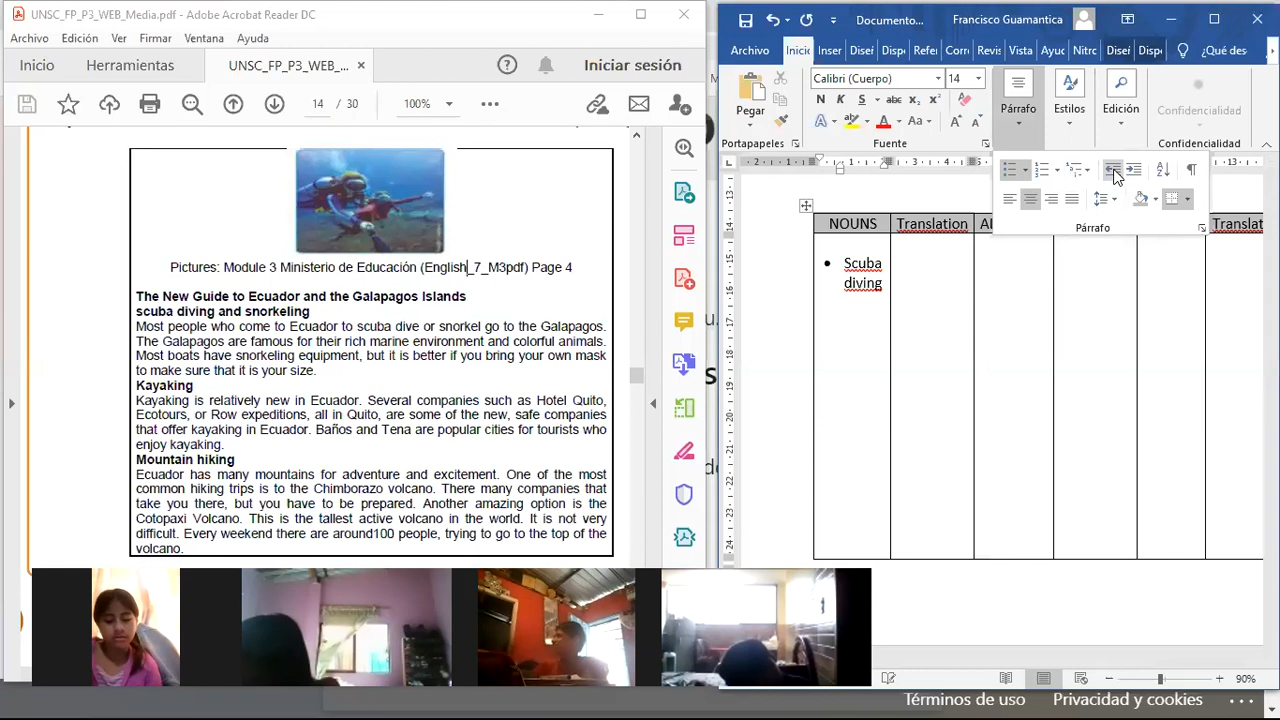 UNSC_FP_P3_WEB_Media.pdf - Adobe Acrobat Reader DC
Archivo Edición Ver Firmar Ventana Ayuda
Inicio Herramientas UNSC_FP_P3_WEB_... Iniciar sesión
14 / 30 100%
Pictures: Module 3 Ministerio de Educación (English_7_M3pdf) Page 4
The New Guide to Ecuador and the Galapagos Islands
scuba diving and snorkeling
Most people who come to Ecuador to scuba dive or snorkel go to the Galapagos.
The Galapagos are famous for their rich marine environment and colorful animals.
Most boats have snorkeling equipment, but it is better if you bring your own mask
to make sure that it is your size.
Kayaking
Kayaking is relatively new in Ecuador. Several companies such as Hotel Quito,
Ecotours, or Row expeditions, all in Quito, are some of the new, safe companies
that offer kayaking in Ecuador. Baños and Tena are popular cities for tourists who
enjoy kayaking.
Mountain hiking
Ecuador has many mountains for adventure and excitement. One of the most
common hiking trips is to the Chimborazo volcano. There many companies that
take you there, but you have to be prepared. Another amazing option is the
Cotopaxi Volcano. This is the tallest active volcano in the world. It is not very
difficult. Every weekend there are around100 people, trying to go to the top of the
volcano.
Documento... Francisco Guamantica
Archivo Inicio Inser Diseñ Dispo Refer Corre Revis Vista Ayuc Nitro Diseñ Dispo ¿Qué des
Calibri (Cuerpo) 14
Pegar
N K S abc x₂ x²
A Aa A A
Párrafo Estilos Edición Confidencialidad
Portapapeles Fuente Confidencialidad
Párrafo
NOUNS Translation Translat
• Scuba
diving
90%
Términos de uso Privacidad y cookies ...